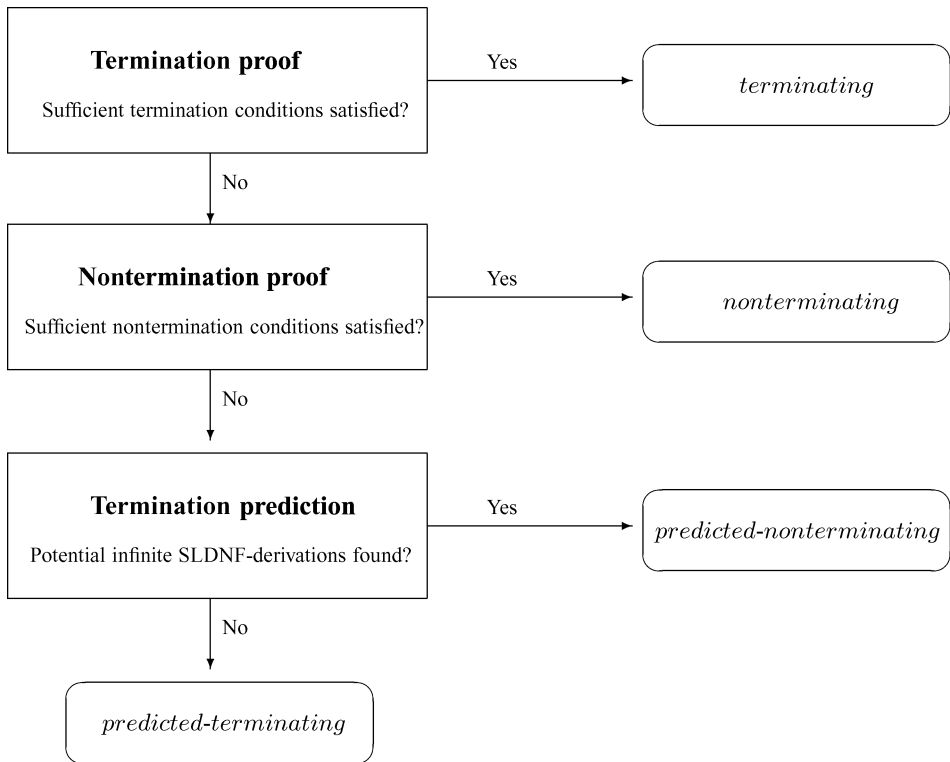 Termination proof
Sufficient termination conditions satisfied?
Yes
terminating
No
Nontermination proof
Sufficient nontermination conditions satisfied?
Yes
nonterminating
No
Termination prediction
Potential infinite SLDNF-derivations found?
Yes
predicted-nonterminating
No
predicted-terminating